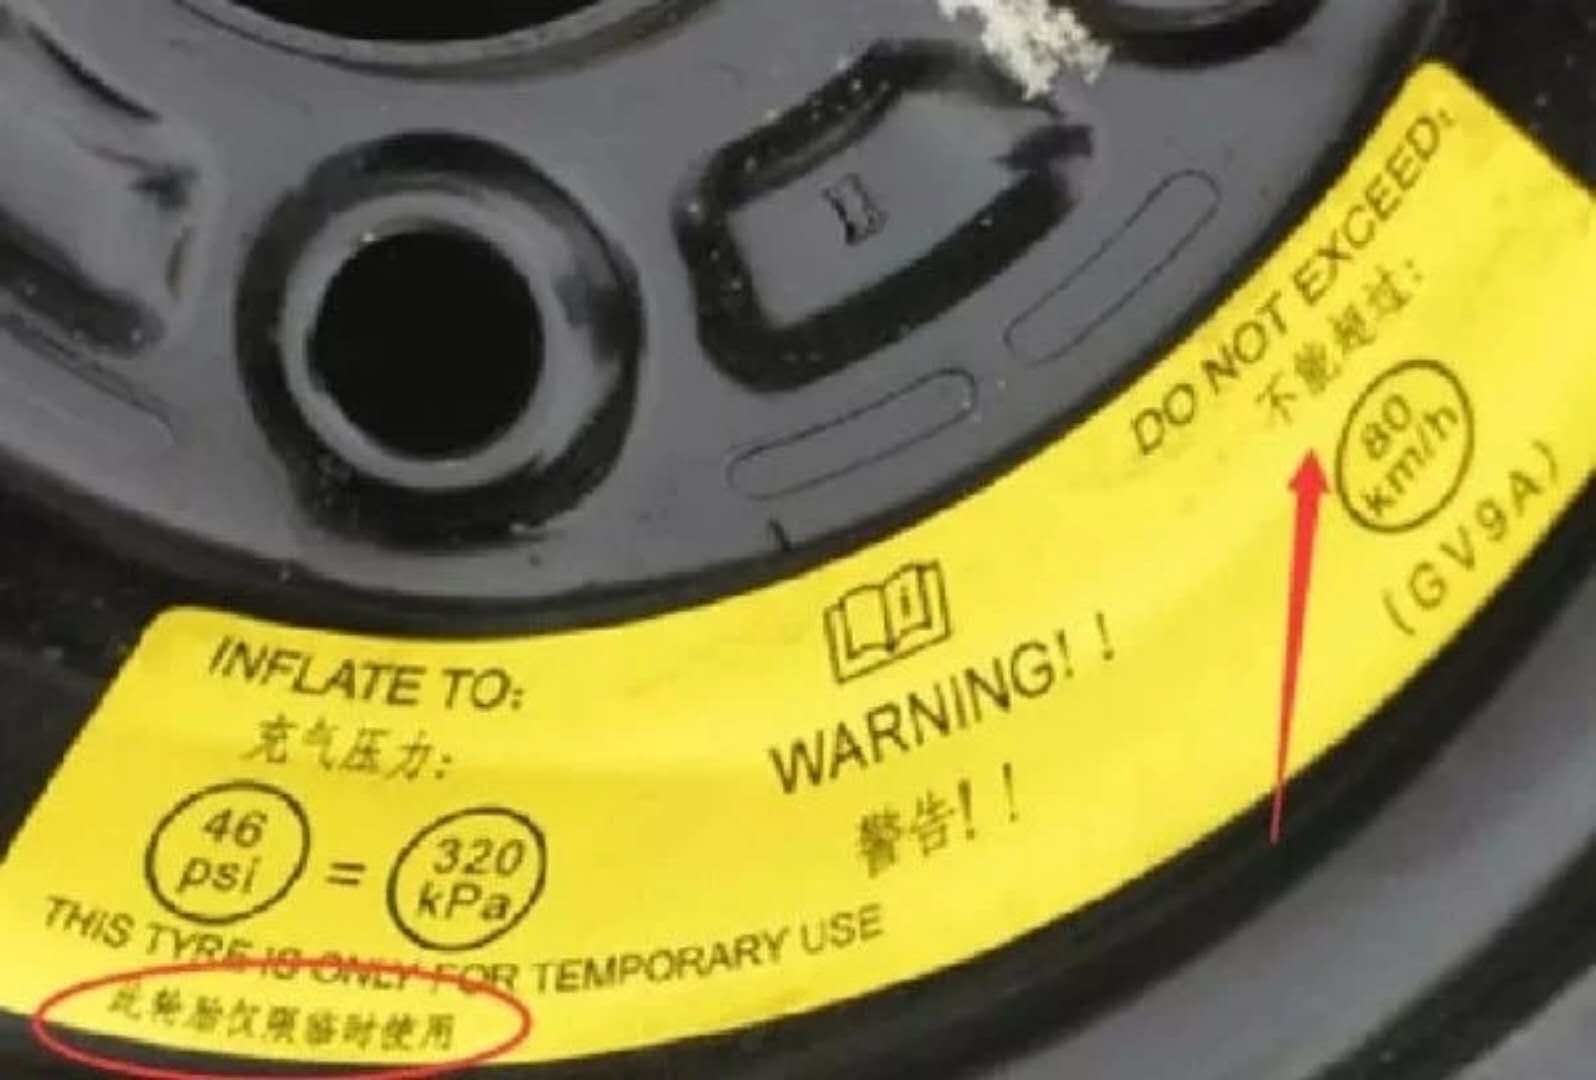 INFLATE TO:
充气压力:
46
psi
=
320
kPa
THIS TYRE IS ONLY FOR TEMPORARY USE
此轮胎仅限临时使用
WARNING! !
警告! !
DO NOT EXCEED:
不能超过:
80
km/h
(GV9A)